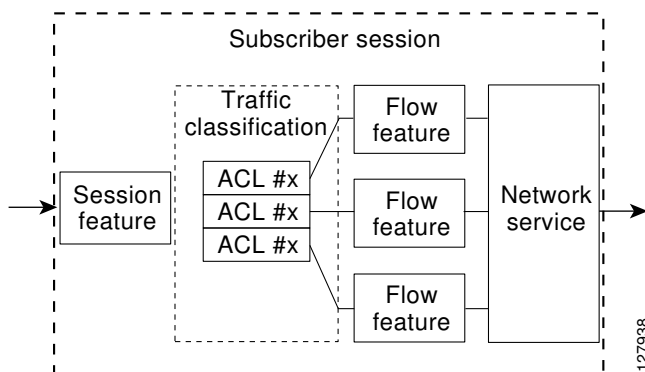 Subscriber session
Traffic
classification
Flow
feature
ACL #x
ACL #x
ACL #x
Session
feature
Flow
feature
Network
service
Flow
feature
127938